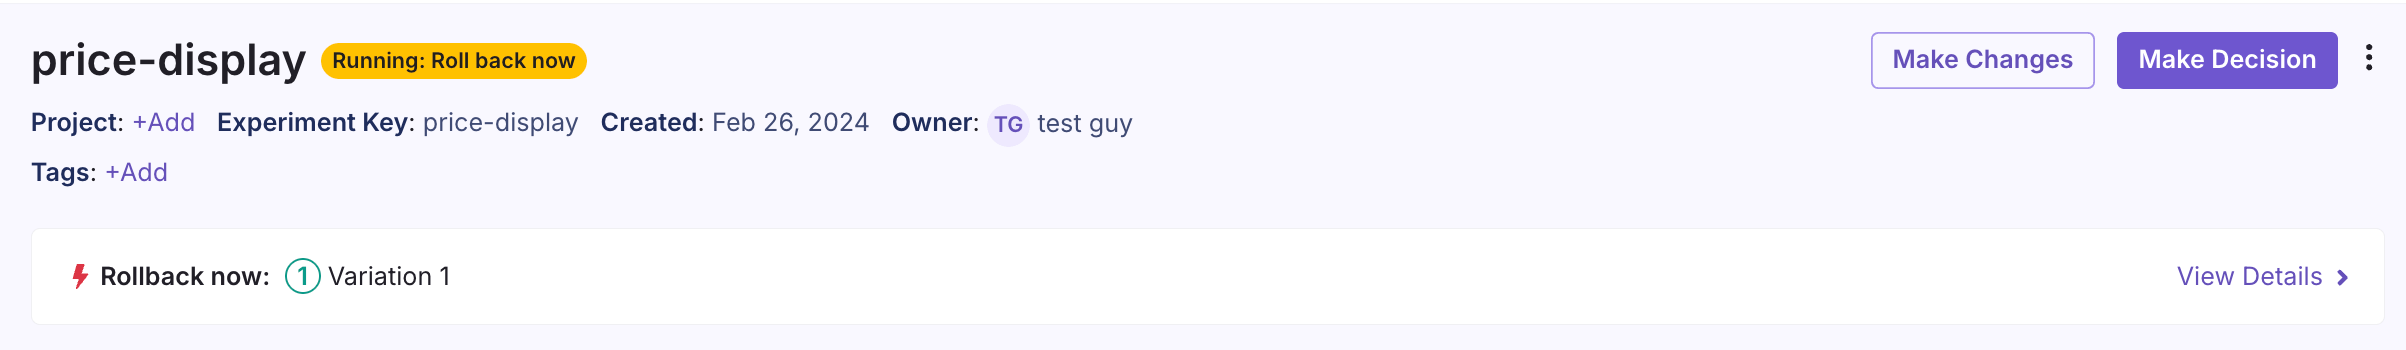 price-display Running: Roll back now Make Changes Make Decision
Project: +Add Experiment Key: price-display Created: Feb 26, 2024 Owner: TG test guy
Tags: +Add
Rollback now: 1 Variation 1 View Details